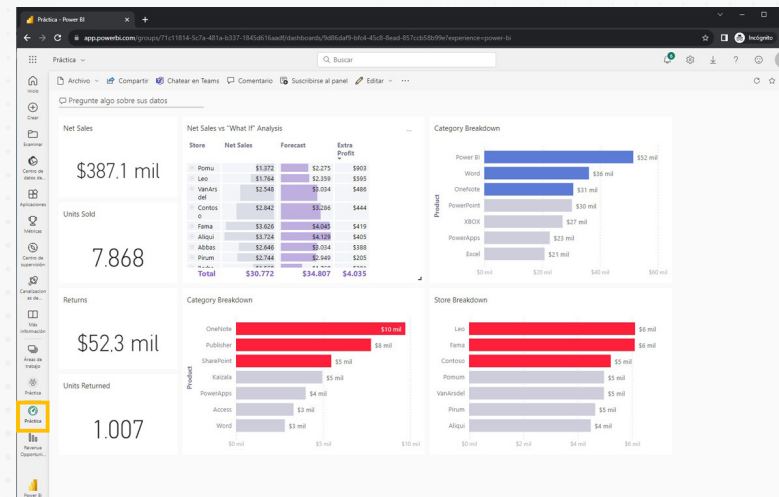 Práctica - Power BI
app.powerbi.com/groups/71c11814-5c7a-481a-b337-1845d616aadf/dashboards/9d86daf9-bfc4-45c8-8ead-857ccb58b99e?experience=power-bi
Incógnito
Práctica
Buscar
Archivo
Compartir
Chatear en Teams
Comentario
Suscribirse al panel
Editar
Inicio
Crear
Examinar
Centro de datos de...
Aplicaciones
Métricas
Centro de supervisión
Canalizacion es de...
Más información
Áreas de trabajo
Práctica
Práctica
Revenue Opportuni...
Power BI
Pregunte algo sobre sus datos
Net Sales
$387,1 mil
Units Sold
7.868
Returns
$52,3 mil
Units Returned
1.007
Net Sales vs "What If" Analysis
Store Net Sales Forecast Extra Profit
Pomu $1.372 $2.275 $903
Leo $1.764 $2.359 $595
VanArs del $2.548 $3.034 $486
Contos o $2.842 $3.286 $444
Fama $3.626 $4.045 $419
Aliqui $3.724 $4.129 $405
Abbas $2.646 $3.034 $388
Pirum $2.744 $2.949 $205
Total $30.772 $34.807 $4.035
Category Breakdown
Product
Power BI $52 mil
Word $36 mil
OneNote $31 mil
PowerPoint $30 mil
XBOX $27 mil
PowerApps $23 mil
Excel $21 mil
$0 mil $20 mil $40 mil $60 mil
Category Breakdown
Product
OneNote $10 mil
Publisher $8 mil
SharePoint $5 mil
Kaizala $5 mil
PowerApps $4 mil
Access $3 mil
Word $3 mil
$0 mil $5 mil $10 mil
Store Breakdown
Leo $6 mil
Fama $6 mil
Contoso $5 mil
Pomum $5 mil
VanArsdel $5 mil
Pirum $5 mil
Aliqui $4 mil
$0 mil $2 mil $4 mil $6 mil